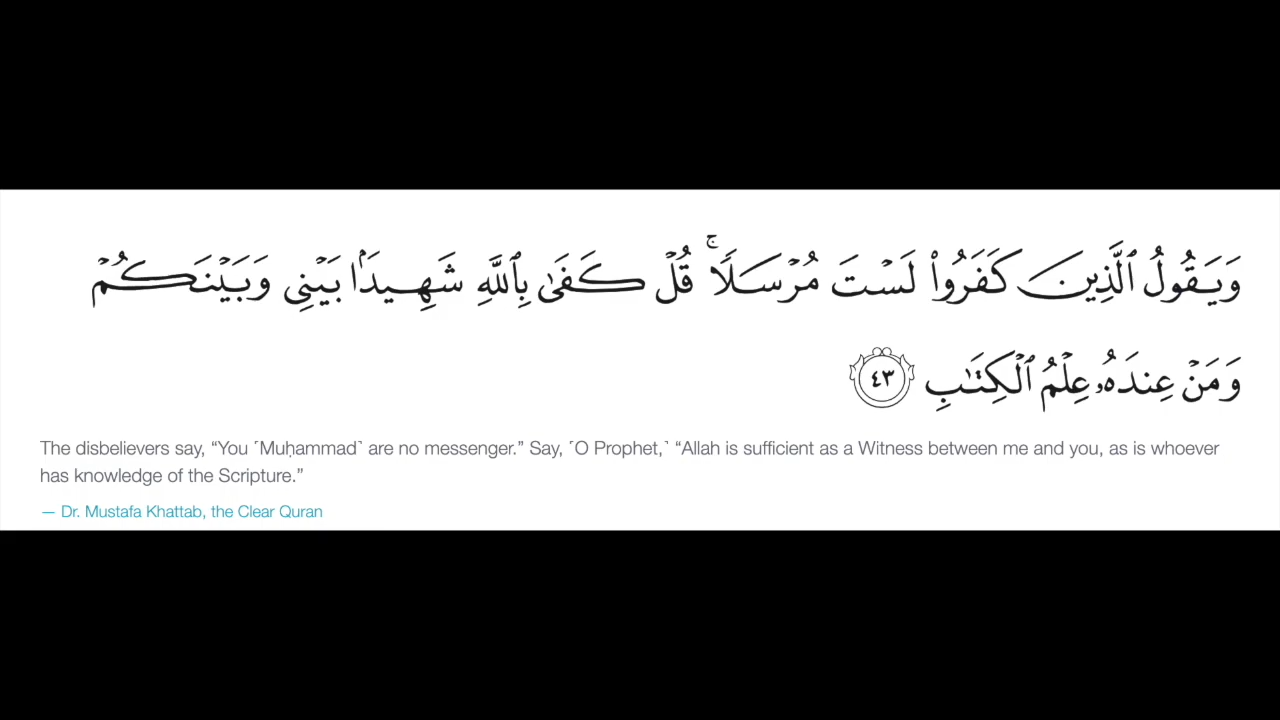 وَيَقُولُ ٱلَّذِينَ كَفَرُوا۟ لَسْتَ مُرْسَلًا ۚ قُلْ كَفَىٰ بِٱللَّهِ شَهِيدًۢا بَيْنِى وَبَيْنَكُمْ
وَمَنْ عِندَهُۥ عِلْمُ ٱلْكِتَـٰبِ ٤٣
The disbelievers say, “You ˹Muḥammad˺ are no messenger.” Say, ˹O Prophet,˺ “Allah is sufficient as a Witness between me and you, as is whoever
has knowledge of the Scripture.”
— Dr. Mustafa Khattab, the Clear Quran